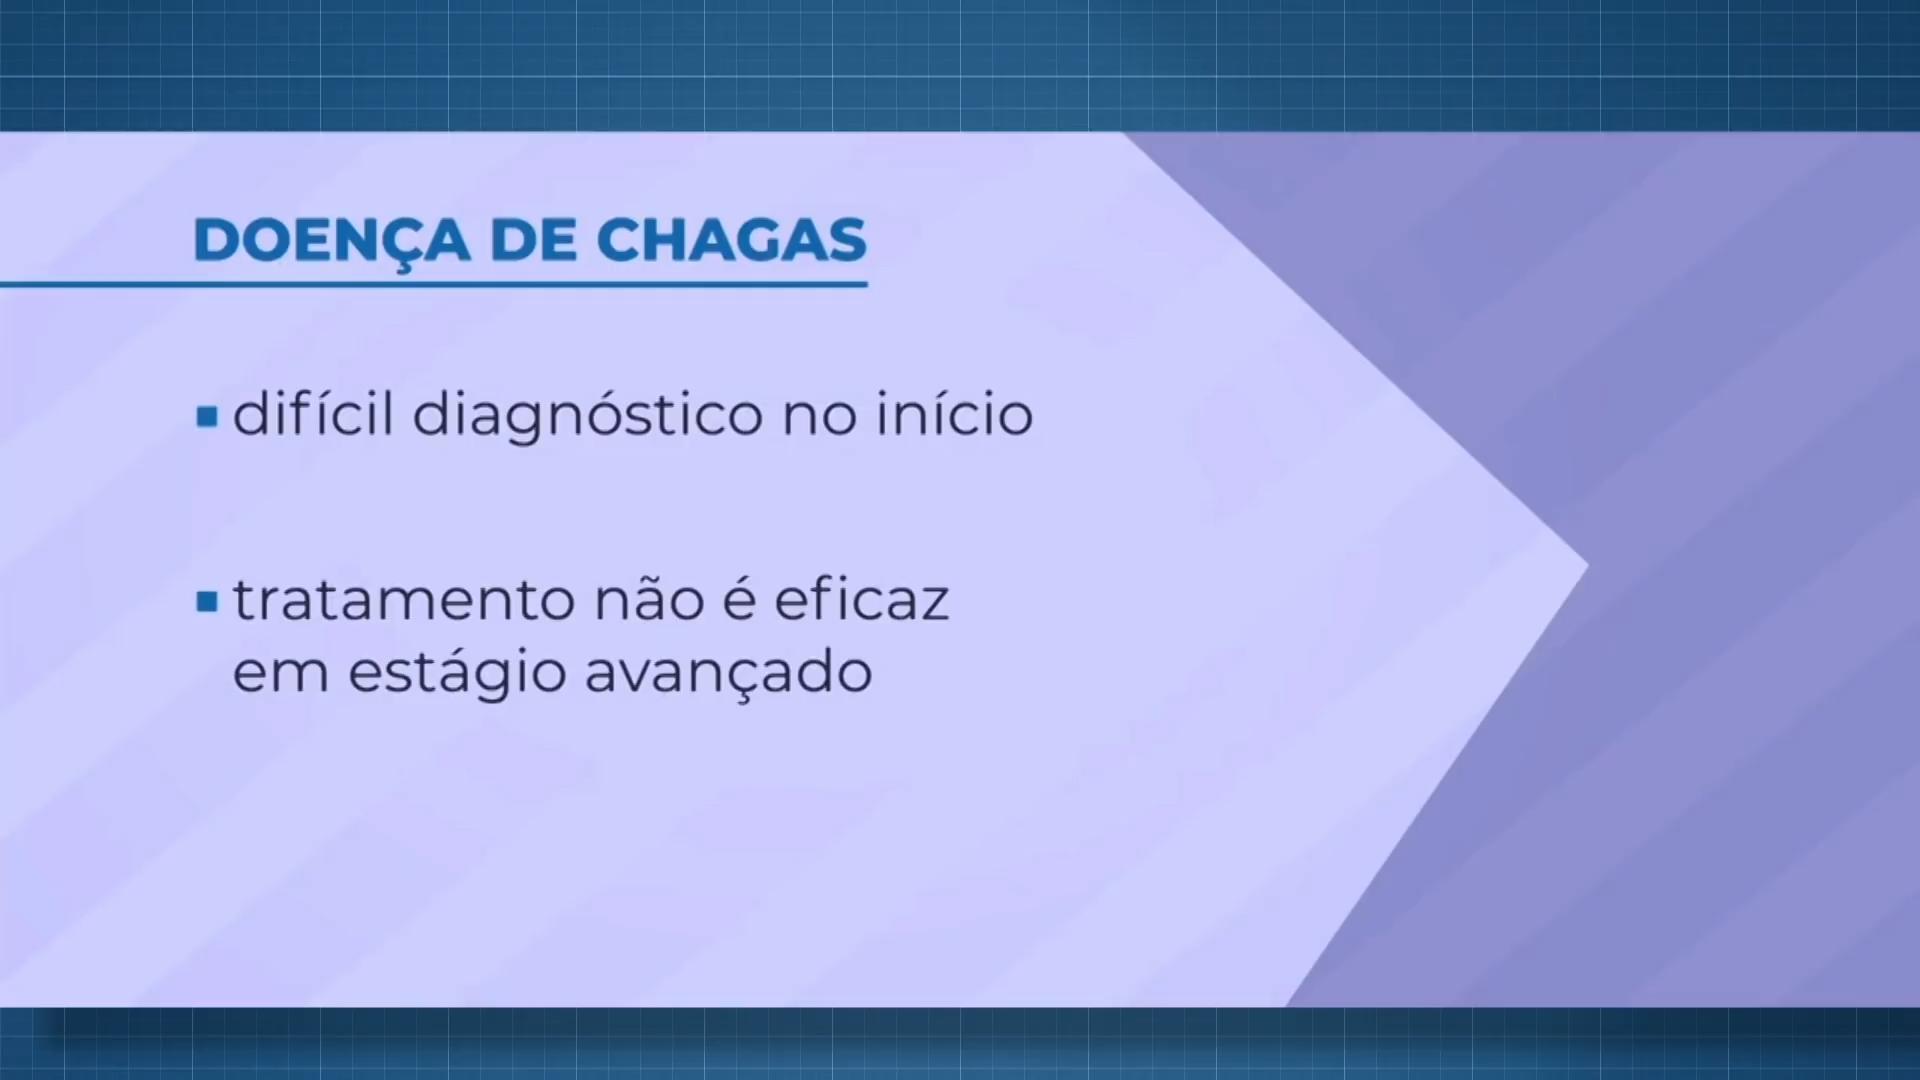 DOENÇA DE CHAGAS
difícil diagnóstico no início
tratamento não é eficaz
em estágio avançado